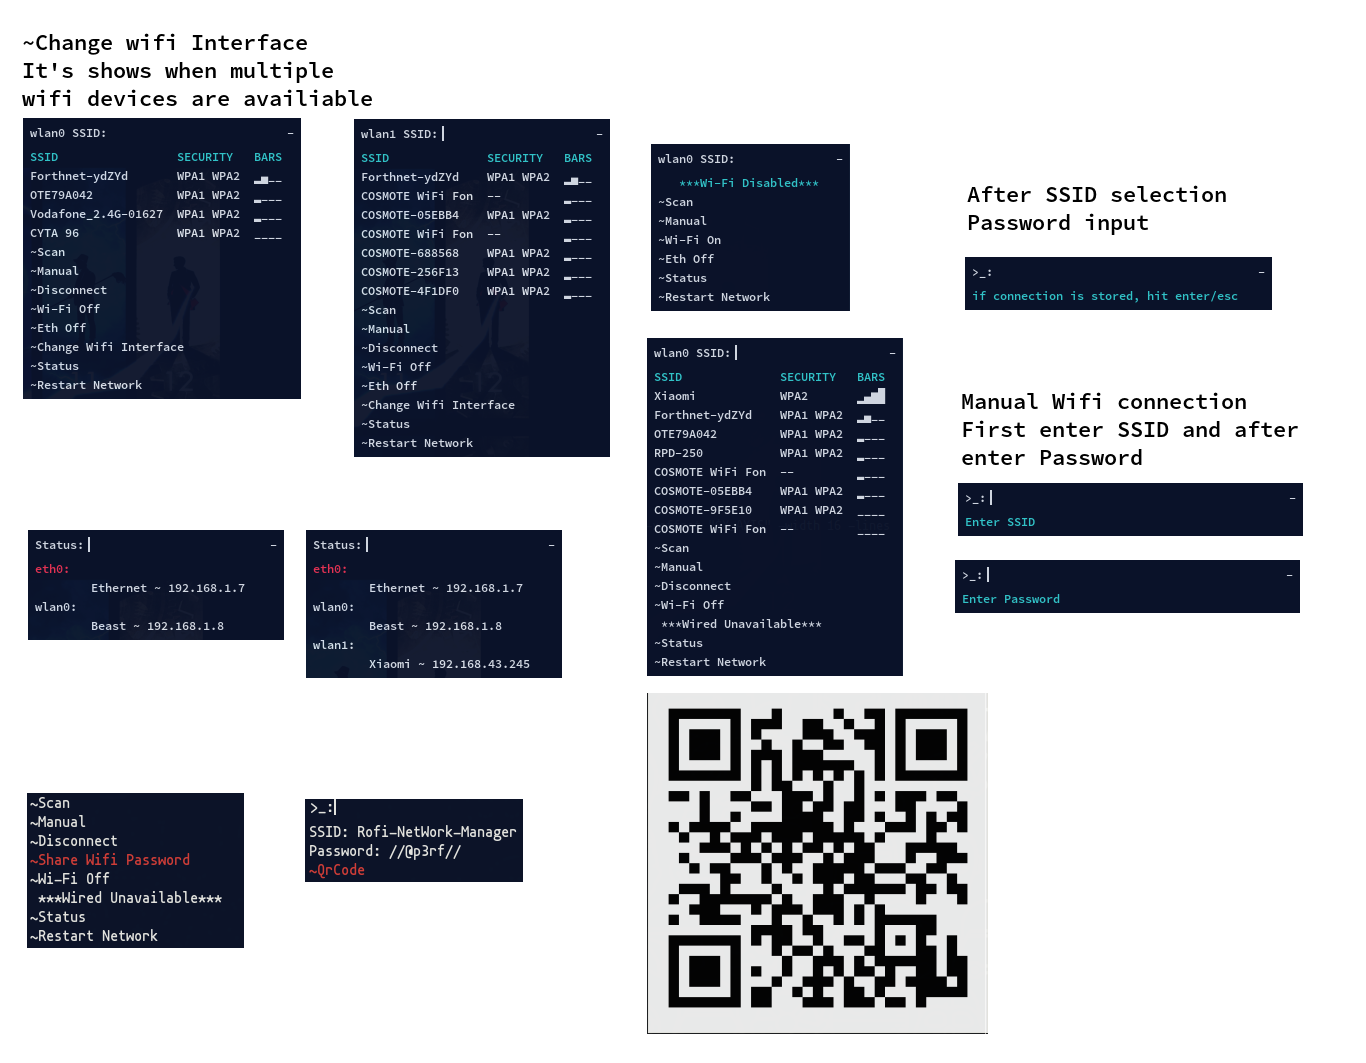 ~Change wifi Interface
It's shows when multiple
wifi devices are availiable
wlan0 SSID: –
SSID SECURITY BARS
Forthnet-ydZYd WPA1 WPA2 ▂▄__
OTE79A042 WPA1 WPA2 ▂___
Vodafone_2.4G-01627 WPA1 WPA2 ▂___
CYTA 96 WPA1 WPA2 ____
~Scan
~Manual
~Disconnect
~Wi-Fi Off
~Eth Off
~Change Wifi Interface
~Status
~Restart Network
wlan1 SSID: –
SSID SECURITY BARS
Forthnet-ydZYd WPA1 WPA2 ▂▄__
COSMOTE WiFi Fon -- ▂___
COSMOTE-05EBB4 WPA1 WPA2 ▂___
COSMOTE WiFi Fon -- ▂___
COSMOTE-688568 WPA1 WPA2 ▂___
COSMOTE-256F13 WPA1 WPA2 ▂___
COSMOTE-4F1DF0 WPA1 WPA2 ▂___
~Scan
~Manual
~Disconnect
~Wi-Fi Off
~Eth Off
~Change Wifi Interface
~Status
~Restart Network
wlan0 SSID: –
***Wi-Fi Disabled***
~Scan
~Manual
~Wi-Fi On
~Eth Off
~Status
~Restart Network
After SSID selection
Password input
>_: –
if connection is stored, hit enter/esc
wlan0 SSID: –
SSID SECURITY BARS
Xiaomi WPA2 ▂▄▆█
Forthnet-ydZYd WPA1 WPA2 ▂▄__
OTE79A042 WPA1 WPA2 ▂___
RPD-250 WPA1 WPA2 ▂___
COSMOTE WiFi Fon -- ▂___
COSMOTE-05EBB4 WPA1 WPA2 ▂___
COSMOTE-9F5E10 WPA1 WPA2 ____
COSMOTE WiFi Fon -- ____
~Scan
~Manual
~Disconnect
~Wi-Fi Off
***Wired Unavailable***
~Status
~Restart Network
Manual Wifi connection
First enter SSID and after
enter Password
>_: –
Enter SSID
>_: –
Enter Password
Status: –
eth0:
Ethernet ~ 192.168.1.7
wlan0:
Beast ~ 192.168.1.8
Status: –
eth0:
Ethernet ~ 192.168.1.7
wlan0:
Beast ~ 192.168.1.8
wlan1:
Xiaomi ~ 192.168.43.245
~Scan
~Manual
~Disconnect
~Share Wifi Password
~Wi-Fi Off
***Wired Unavailable***
~Status
~Restart Network
>_:
SSID: Rofi-NetWork-Manager
Password: //@p3rf//
~QrCode